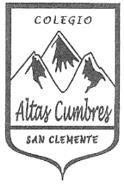 COLEGIO
Altas Cumbres
SAN CLEMENTE